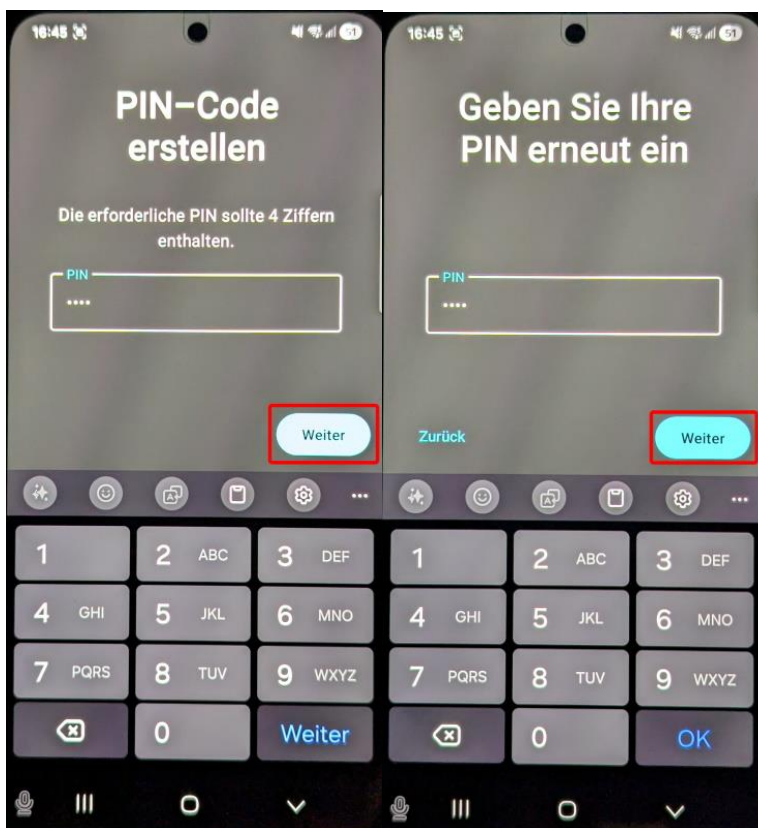 16:45
51
PIN-Code
erstellen
Die erforderliche PIN sollte 4 Ziffern
enthalten.
PIN
••••
Weiter
1
2 ABC
3 DEF
4 GHI
5 JKL
6 MNO
7 PQRS
8 TUV
9 WXYZ
0
Weiter
16:45
51
Geben Sie Ihre
PIN erneut ein
PIN
••••
Zurück
Weiter
1
2 ABC
3 DEF
4 GHI
5 JKL
6 MNO
7 PQRS
8 TUV
9 WXYZ
0
OK